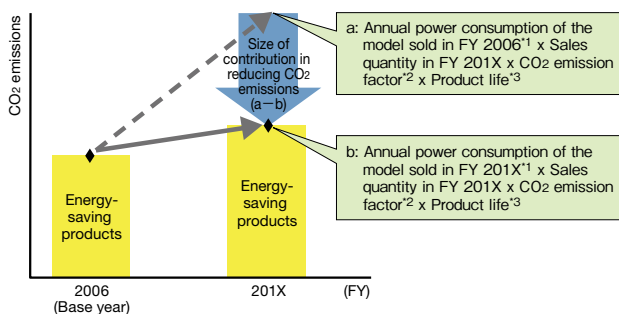 CO2 emissions
Size of
contribution in
reducing CO2
emissions
(a−b)
a: Annual power consumption of the
model sold in FY 2006*1 x Sales
quantity in FY 201X x CO2 emission
factor*2 x Product life*3
b: Annual power consumption of the
model sold in FY 201X*1 x Sales
quantity in FY 201X x CO2 emission
factor*2 x Product life*3
Energy-
saving
products
Energy-
saving
products
2006
(Base year)
201X
(FY)